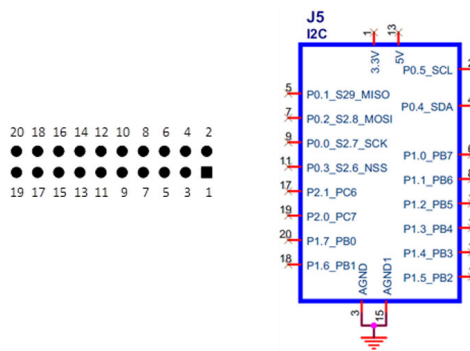 J5
I2C
1
13
3.3V
5V
P0.5_SCL
P0.4_SDA
5
P0.1_S29_MISO
7
P0.2_S2.8_MOSI
9
P0.0_S2.7_SCK
11
P0.3_S2.6_NSS
17
P2.1_PC6
19
P2.0_PC7
20
P1.7_PB0
18
P1.6_PB1
P1.0_PB7
P1.1_PB6
P1.2_PB5
P1.3_PB4
P1.4_PB3
P1.5_PB2
AGND
AGND1
3
15
20 18 16 14 12 10 8 6 4 2
19 17 15 13 11 9 7 5 3 1